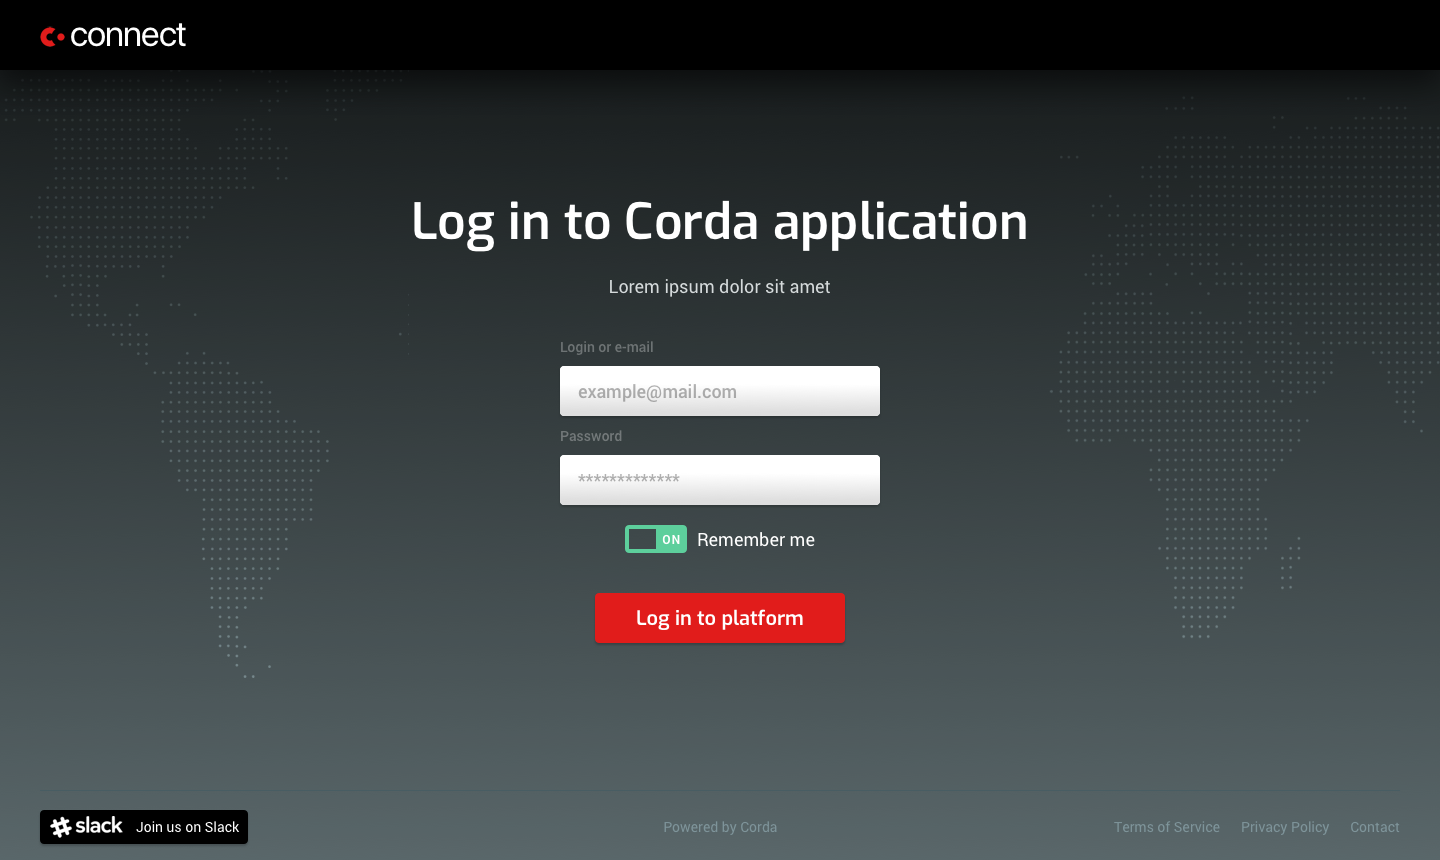 connect
Log in to Corda application
Lorem ipsum dolor sit amet
Login or e-mail
example@mail.com
Password
*************
ON Remember me
Log in to platform
slack Join us on Slack
Powered by Corda
Terms of Service Privacy Policy Contact